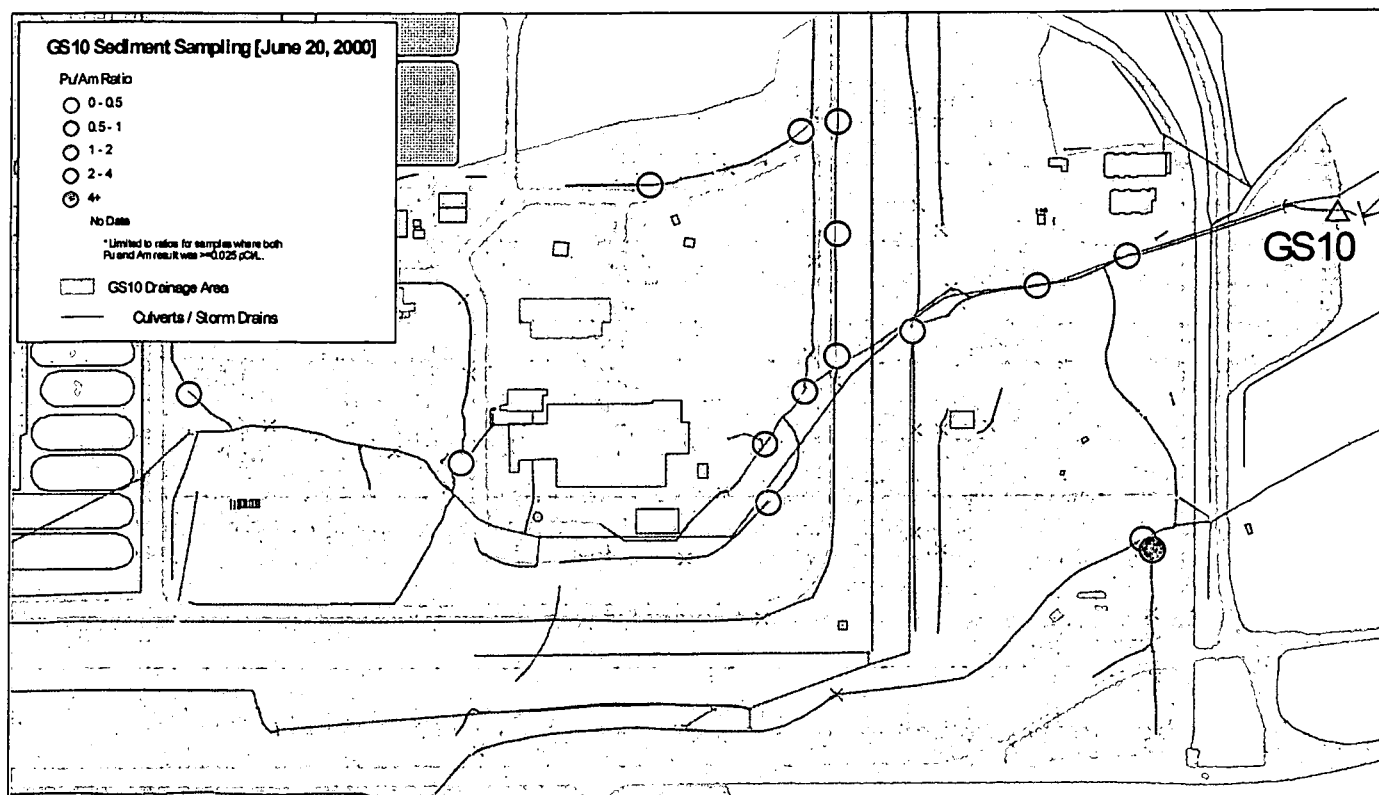 GS10 Sediment Sampling [June 20, 2000]
Pu/Am Ratio
0 - 0.5
0.5 - 1
1 - 2
2 - 4
4+
No Data
* Limited to ratios for samples where both
Pu and Am result was >=0.025 pCi/L.
GS10 Drainage Area
Culverts / Storm Drains
GS10